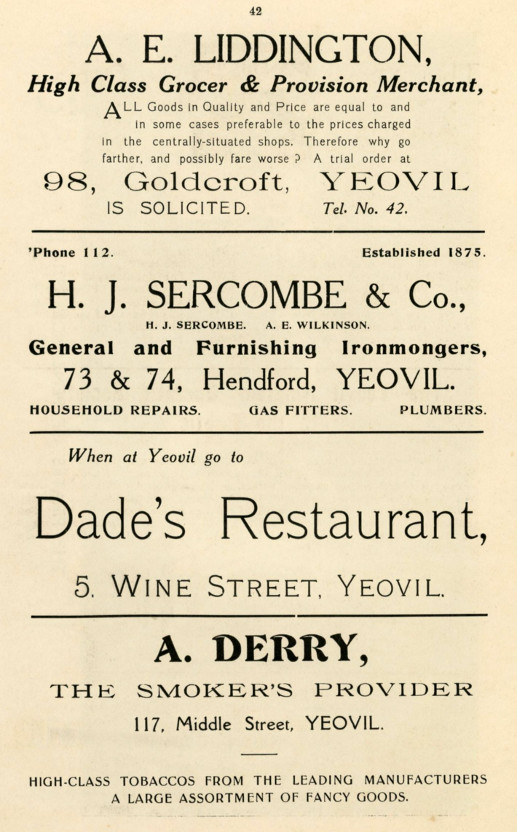 42
A. E. LIDDINGTON,
High Class Grocer & Provision Merchant,
ALL Goods in Quality and Price are equal to and
in some cases preferable to the prices charged
in the centrally-situated shops. Therefore why go
farther, and possibly fare worse? A trial order at
98, Goldcroft, YEOVIL
IS SOLICITED. Tel. No. 42.
'Phone 112. Established 1875.
H. J. SERCOMBE & Co.,
H. J. SERCOMBE. A. E. WILKINSON.
General and Furnishing Ironmongers,
73 & 74, Hendford, YEOVIL.
HOUSEHOLD REPAIRS. GAS FITTERS. PLUMBERS.
When at Yeovil go to
Dade's Restaurant,
5, WINE STREET, YEOVIL.
A. DERRY,
THE SMOKER'S PROVIDER
117, Middle Street, YEOVIL.
HIGH-CLASS TOBACCOS FROM THE LEADING MANUFACTURERS
A LARGE ASSORTMENT OF FANCY GOODS.